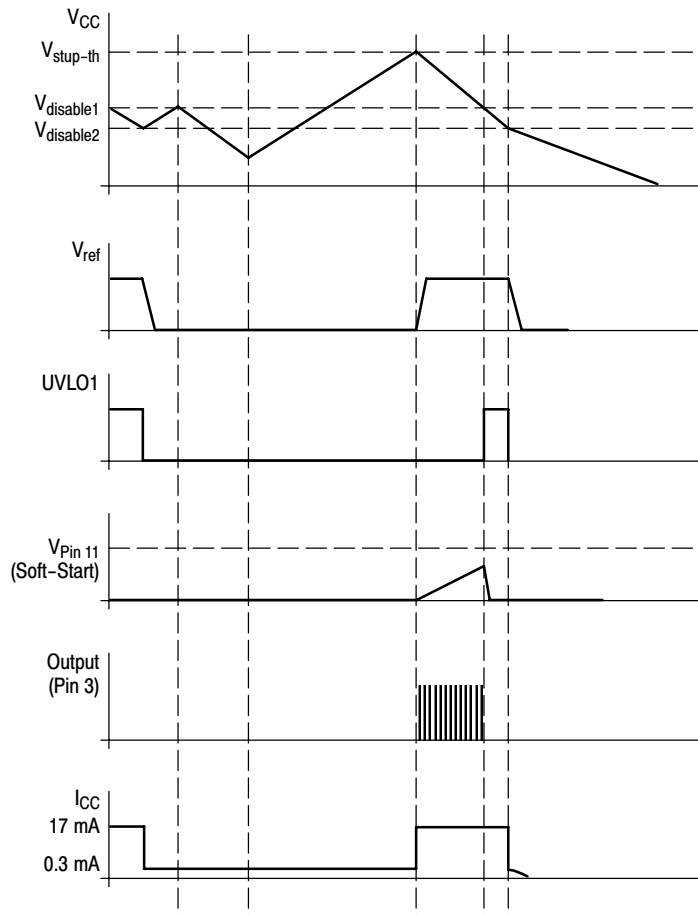 VCC
Vstup-th
Vdisable1
Vdisable2
Vref
UVLO1
VPin 11
(Soft-Start)
Output
(Pin 3)
ICC
17 mA
0.3 mA